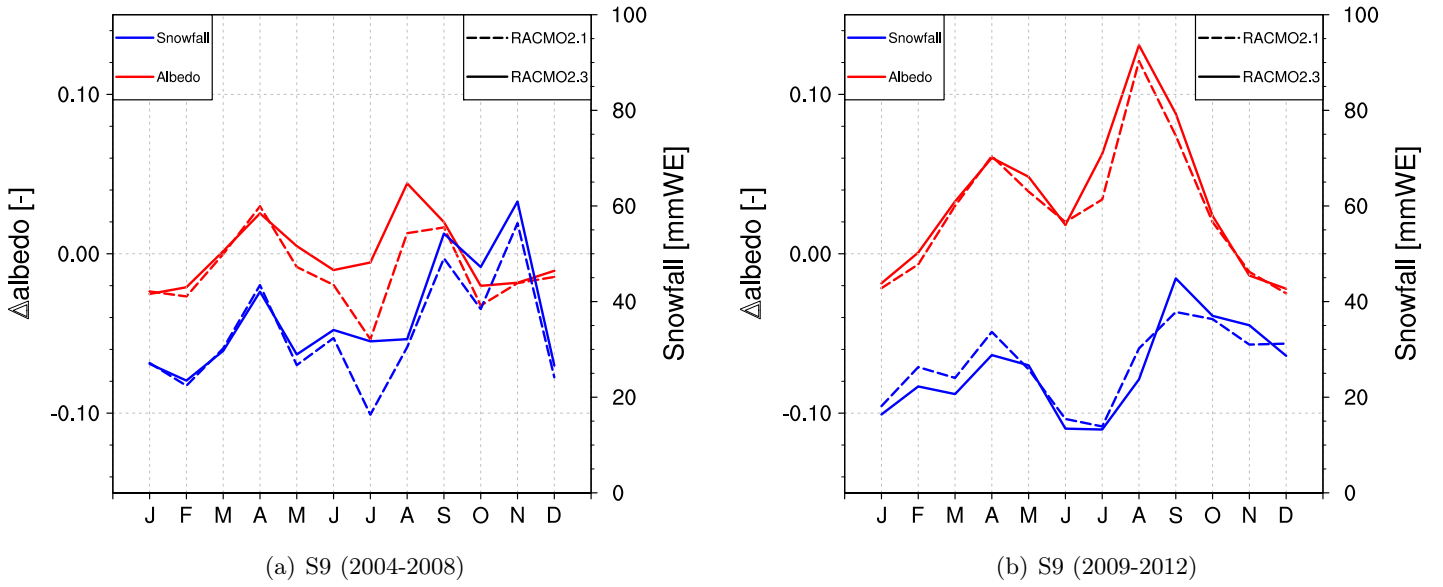 Snowfall
Albedo
RACMO2.1
RACMO2.3
0.10
0.00
-0.10
Δalbedo [-]
100
80
60
40
20
0
Snowfall [mmWE]
J F M A M J J A S O N D
(a) S9 (2004-2008)
Snowfall
Albedo
RACMO2.1
RACMO2.3
0.10
0.00
-0.10
Δalbedo [-]
100
80
60
40
20
0
Snowfall [mmWE]
J F M A M J J A S O N D
(b) S9 (2009-2012)